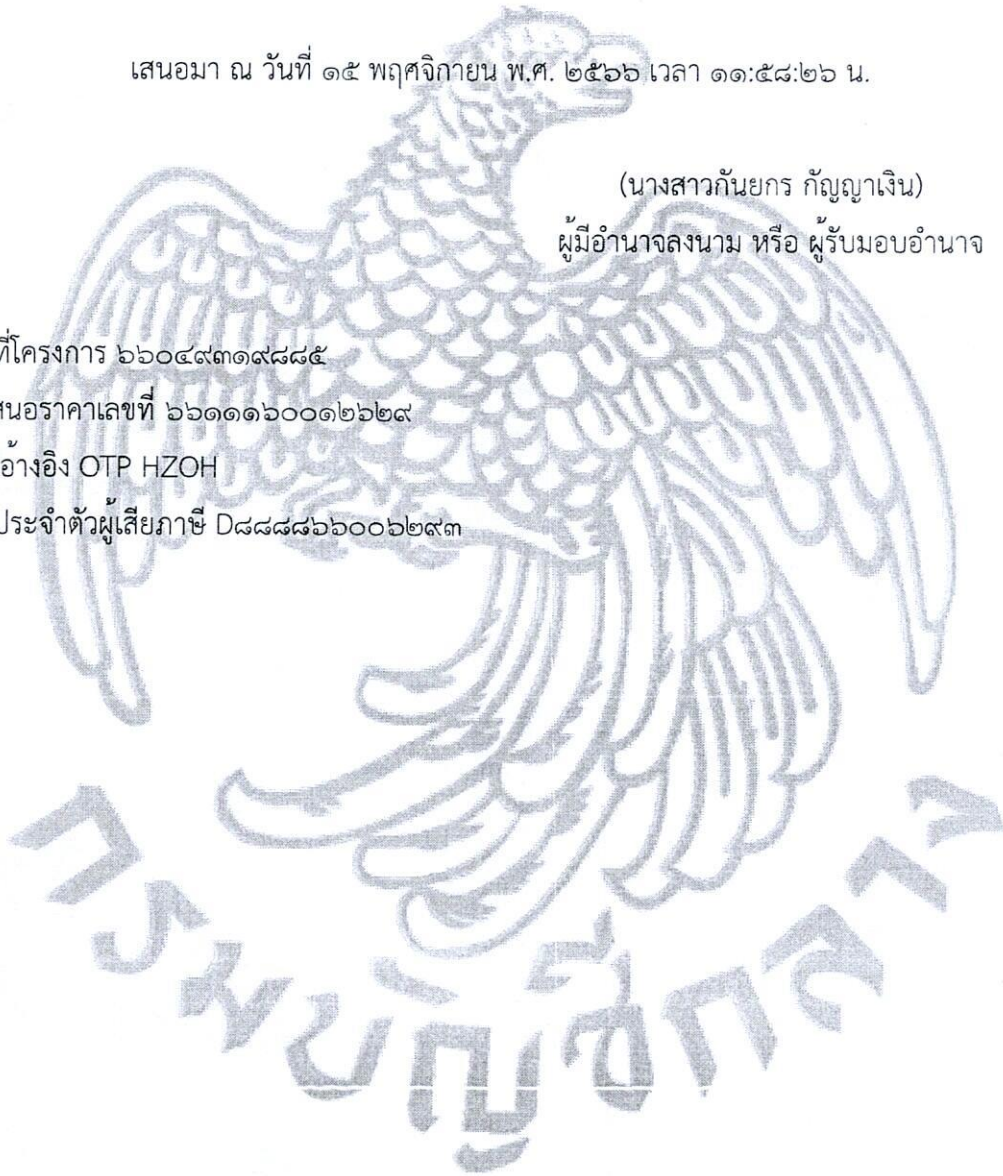 เสนอมา ณ วันที่ ๑๕ พฤศจิกายน พ.ศ. ๒๕๖๖ เวลา ๑๑:๕๘:๒๖ น.
(นางสาวกันยกร กัญญาเงิน)
ผู้มีอำนาจลงนาม หรือ ผู้รับมอบอำนาจ
ที่โครงการ ๖๖๐๔๙๓๑๙๘๘๕
สนอราคาเลขที่ ๖๖๑๑๑๖๐๐๑๒๖๒๙
อ้างอิง OTP HZOH
ประจำตัวผู้เสียภาษี D๘๘๘๘๖๖๐๐๖๒๙๓
กรมบัญชีกลาง